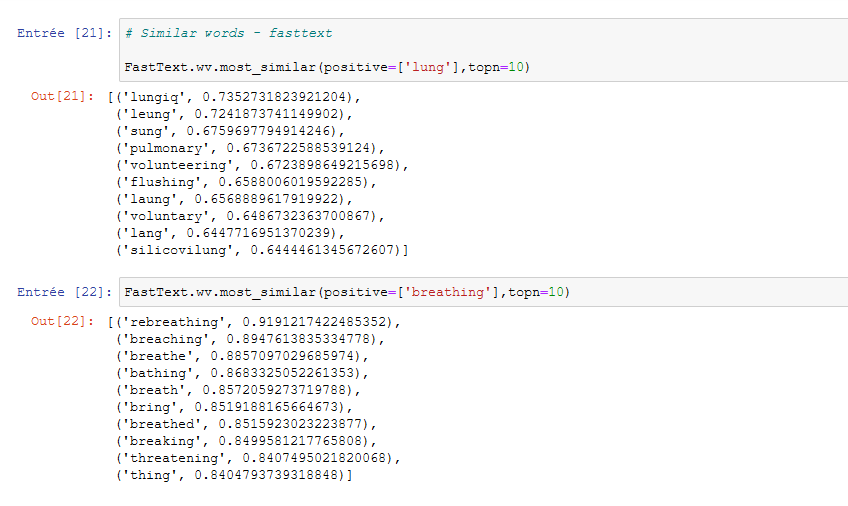 Entrée [21]: # Similar words - fasttext
FastText.wv.most_similar(positive=['lung'],topn=10)
Out[21]: [('lungiq', 0.7352731823921204),
('leung', 0.7241873741149902),
('sung', 0.6759697794914246),
('pulmonary', 0.6736722588539124),
('volunteering', 0.6723898649215698),
('flushing', 0.6588006019592285),
('laung', 0.6568889617919922),
('voluntary', 0.6486732363700867),
('lang', 0.6447716951370239),
('silicovilung', 0.6444461345672607)]
Entrée [22]: FastText.wv.most_similar(positive=['breathing'],topn=10)
Out[22]: [('rebreathing', 0.9191217422485352),
('breaching', 0.8947613835334778),
('breathe', 0.8857097029685974),
('bathing', 0.8683325052261353),
('breath', 0.8572059273719788),
('bring', 0.8519188165664673),
('breathed', 0.8515923023223877),
('breaking', 0.8499581217765808),
('threatening', 0.8407495021820068),
('thing', 0.8404793739318848)]